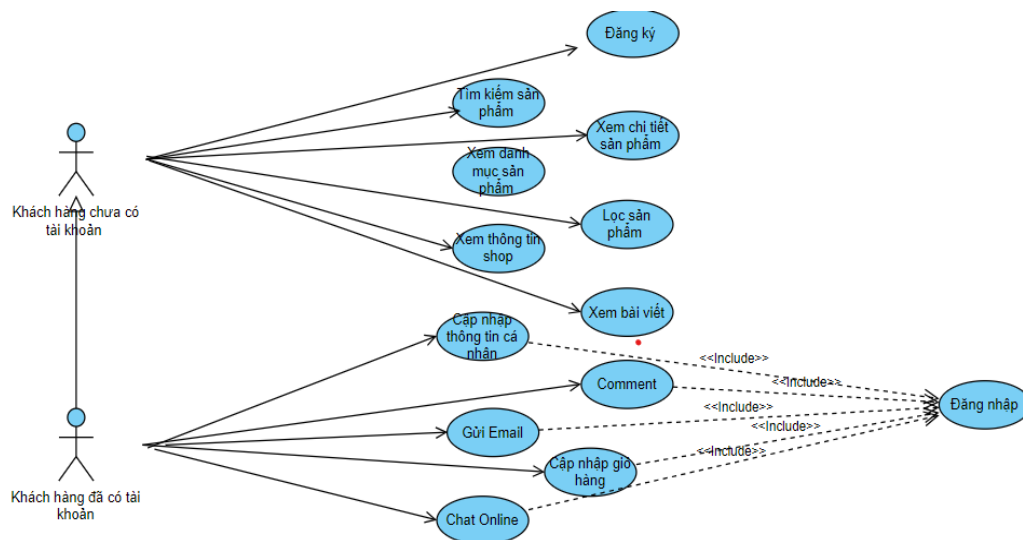 Đăng ký
Tìm kiếm sản
phẩm
Xem chi tiết
sản phẩm
Xem danh
mục sản
phẩm
Khách hàng chưa có
tài khoản
Lọc sản
phẩm
Xem thông tin
shop
Xem bài viết
Cập nhập
thông tin cá
nhân
<<Include>>
Comment
<<Include>>
Đăng nhập
<<Include>>
Gửi Email
<<Include>>
<<Include>>
Cập nhập giỏ
hàng
Khách hàng đã có tài
khoản
Chat Online